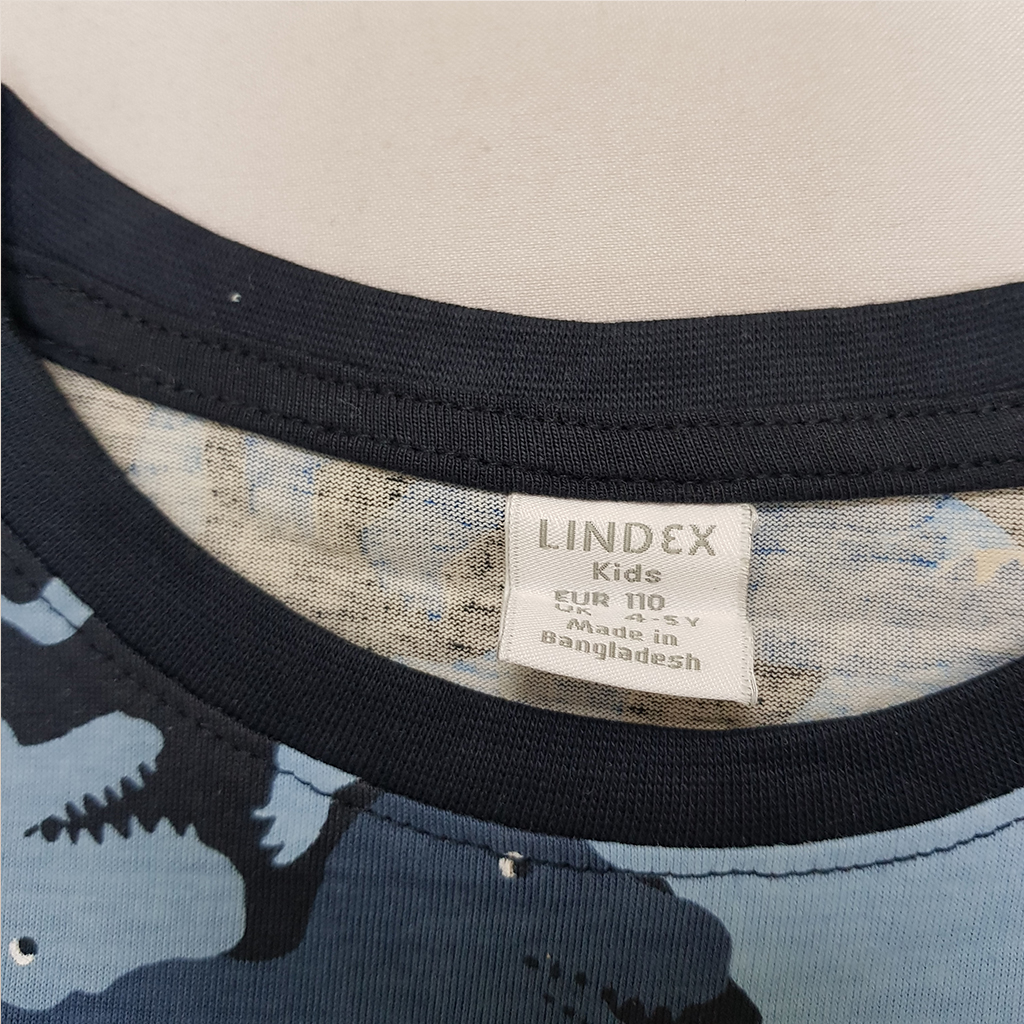 LINDEX
Kids
EUR 110
UK 4-5Y
Made in
Bangladesh